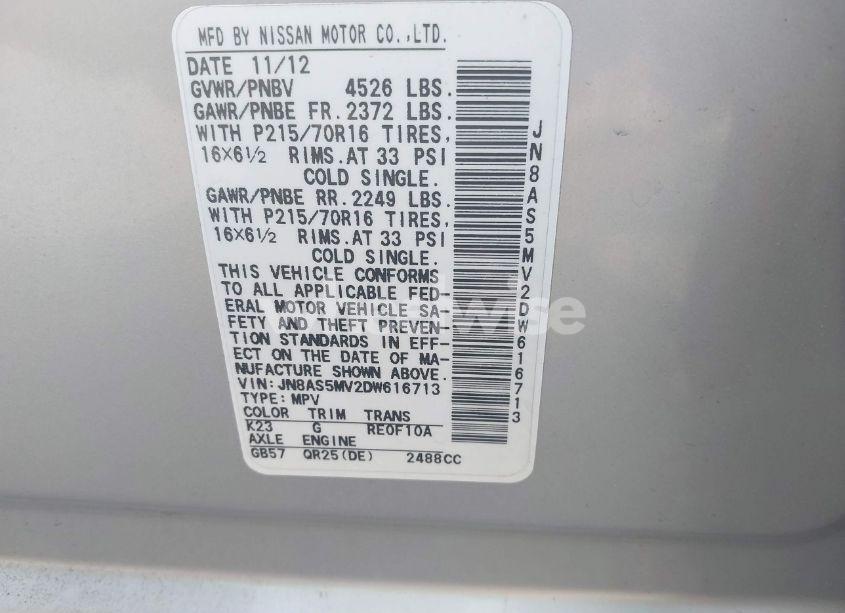 MFD BY NISSAN MOTOR CO.,LTD.
DATE 11/12
GVWR/PNBV 4526 LBS.
GAWR/PNBE FR. 2372 LBS.
WITH P215/70R16 TIRES,
16×6½ RIMS. AT 33 PSI
COLD SINGLE.
GAWR/PNBE RR. 2249 LBS.
WITH P215/70R16 TIRES,
16×6½ RIMS. AT 33 PSI
COLD SINGLE.
THIS VEHICLE CONFORMS
TO ALL APPLICABLE FED-
ERAL MOTOR VEHICLE SA-
FETY AND THEFT PREVEN-
TION STANDARDS IN EFF-
ECT ON THE DATE OF MA-
NUFACTURE SHOWN ABOVE.
VIN: JN8AS5MV2DW616713
TYPE: MPV
COLOR TRIM TRANS
K23 G RE0F10A
AXLE ENGINE
GB57 QR25(DE) 2488CC
JN8AS5MV2DW616713